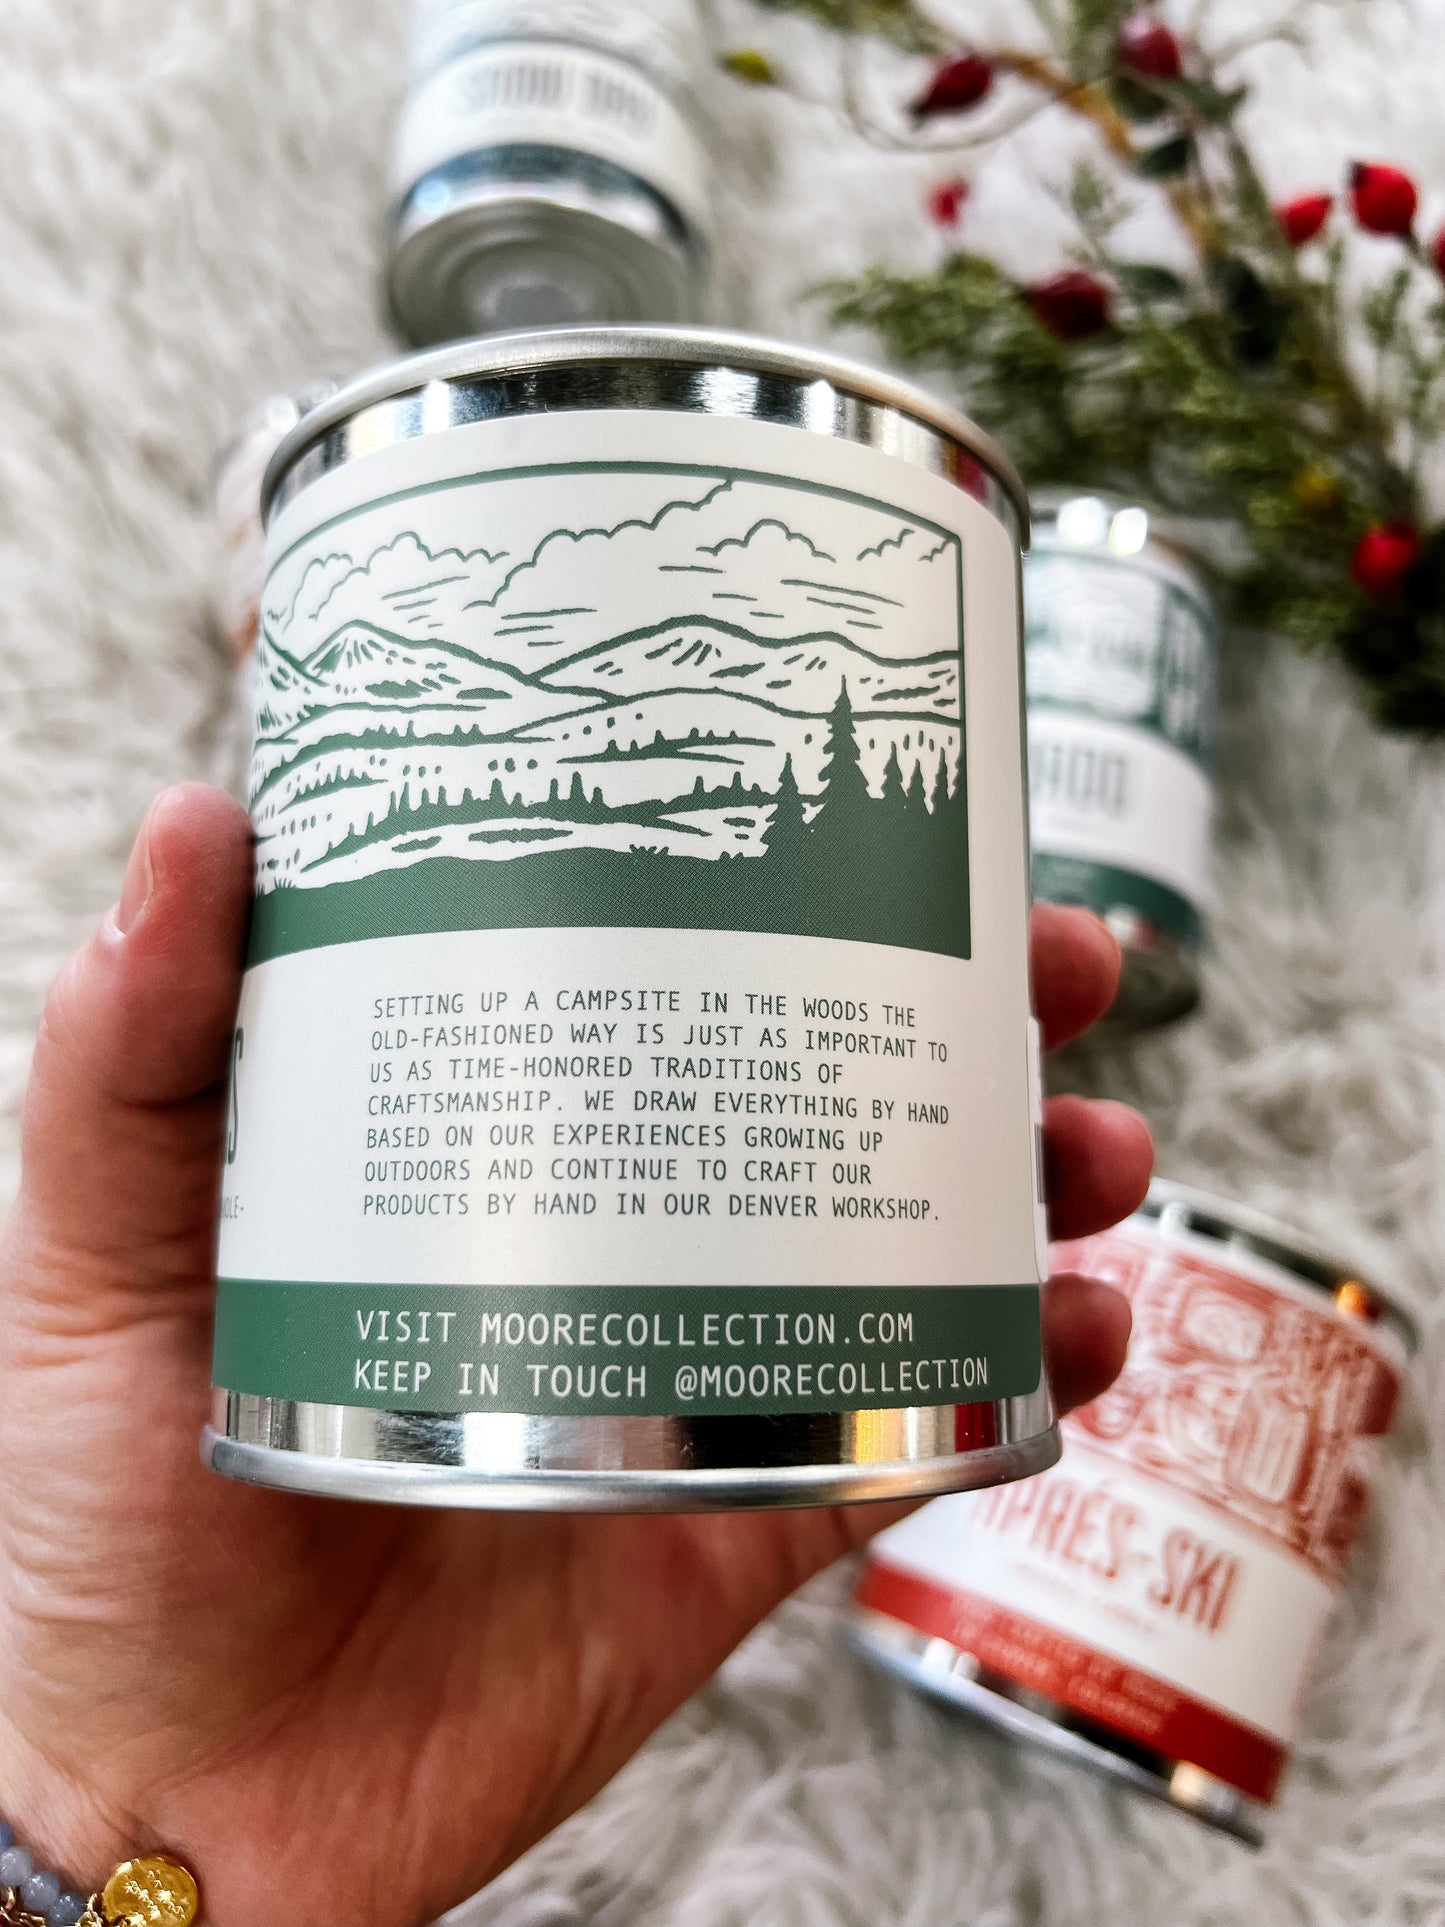 SETTING UP A CAMPSITE IN THE WOODS THE
OLD-FASHIONED WAY IS JUST AS IMPORTANT TO
US AS TIME-HONORED TRADITIONS OF
CRAFTSMANSHIP. WE DRAW EVERYTHING BY HAND
BASED ON OUR EXPERIENCES GROWING UP
OUTDOORS AND CONTINUE TO CRAFT OUR
PRODUCTS BY HAND IN OUR DENVER WORKSHOP.
VISIT MOORECOLLECTION.COM
KEEP IN TOUCH @MOORECOLLECTION
APRÉS-SKI